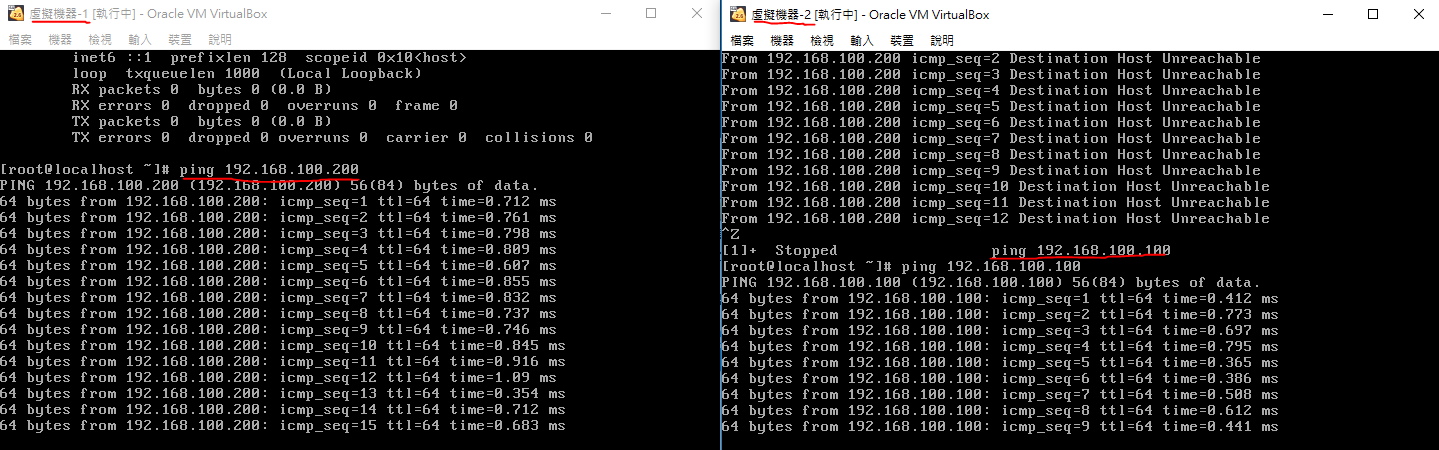 虛擬機器-1 [執行中] - Oracle VM VirtualBox
檔案 機器 檢視 輸入 裝置 說明
inet6 ::1  prefixlen 128  scopeid 0x10<host>
loop  txqueuelen 1000  (Local Loopback)
RX packets 0  bytes 0 (0.0 B)
RX errors 0  dropped 0  overruns 0  frame 0
TX packets 0  bytes 0 (0.0 B)
TX errors 0  dropped 0 overruns 0  carrier 0  collisions 0
[root@localhost ~]# ping 192.168.100.200
PING 192.168.100.200 (192.168.100.200) 56(84) bytes of data.
64 bytes from 192.168.100.200: icmp_seq=1 ttl=64 time=0.712 ms
64 bytes from 192.168.100.200: icmp_seq=2 ttl=64 time=0.761 ms
64 bytes from 192.168.100.200: icmp_seq=3 ttl=64 time=0.798 ms
64 bytes from 192.168.100.200: icmp_seq=4 ttl=64 time=0.809 ms
64 bytes from 192.168.100.200: icmp_seq=5 ttl=64 time=0.607 ms
64 bytes from 192.168.100.200: icmp_seq=6 ttl=64 time=0.855 ms
64 bytes from 192.168.100.200: icmp_seq=7 ttl=64 time=0.832 ms
64 bytes from 192.168.100.200: icmp_seq=8 ttl=64 time=0.737 ms
64 bytes from 192.168.100.200: icmp_seq=9 ttl=64 time=0.746 ms
64 bytes from 192.168.100.200: icmp_seq=10 ttl=64 time=0.845 ms
64 bytes from 192.168.100.200: icmp_seq=11 ttl=64 time=0.916 ms
64 bytes from 192.168.100.200: icmp_seq=12 ttl=64 time=1.09 ms
64 bytes from 192.168.100.200: icmp_seq=13 ttl=64 time=0.354 ms
64 bytes from 192.168.100.200: icmp_seq=14 ttl=64 time=0.712 ms
64 bytes from 192.168.100.200: icmp_seq=15 ttl=64 time=0.683 ms
虛擬機器-2 [執行中] - Oracle VM VirtualBox
檔案 機器 檢視 輸入 裝置 說明
From 192.168.100.200 icmp_seq=2 Destination Host Unreachable
From 192.168.100.200 icmp_seq=3 Destination Host Unreachable
From 192.168.100.200 icmp_seq=4 Destination Host Unreachable
From 192.168.100.200 icmp_seq=5 Destination Host Unreachable
From 192.168.100.200 icmp_seq=6 Destination Host Unreachable
From 192.168.100.200 icmp_seq=7 Destination Host Unreachable
From 192.168.100.200 icmp_seq=8 Destination Host Unreachable
From 192.168.100.200 icmp_seq=9 Destination Host Unreachable
From 192.168.100.200 icmp_seq=10 Destination Host Unreachable
From 192.168.100.200 icmp_seq=11 Destination Host Unreachable
From 192.168.100.200 icmp_seq=12 Destination Host Unreachable
^Z
[1]+  Stopped                 ping 192.168.100.100
[root@localhost ~]# ping 192.168.100.100
PING 192.168.100.100 (192.168.100.100) 56(84) bytes of data.
64 bytes from 192.168.100.100: icmp_seq=1 ttl=64 time=0.412 ms
64 bytes from 192.168.100.100: icmp_seq=2 ttl=64 time=0.773 ms
64 bytes from 192.168.100.100: icmp_seq=3 ttl=64 time=0.697 ms
64 bytes from 192.168.100.100: icmp_seq=4 ttl=64 time=0.795 ms
64 bytes from 192.168.100.100: icmp_seq=5 ttl=64 time=0.365 ms
64 bytes from 192.168.100.100: icmp_seq=6 ttl=64 time=0.386 ms
64 bytes from 192.168.100.100: icmp_seq=7 ttl=64 time=0.508 ms
64 bytes from 192.168.100.100: icmp_seq=8 ttl=64 time=0.612 ms
64 bytes from 192.168.100.100: icmp_seq=9 ttl=64 time=0.441 ms